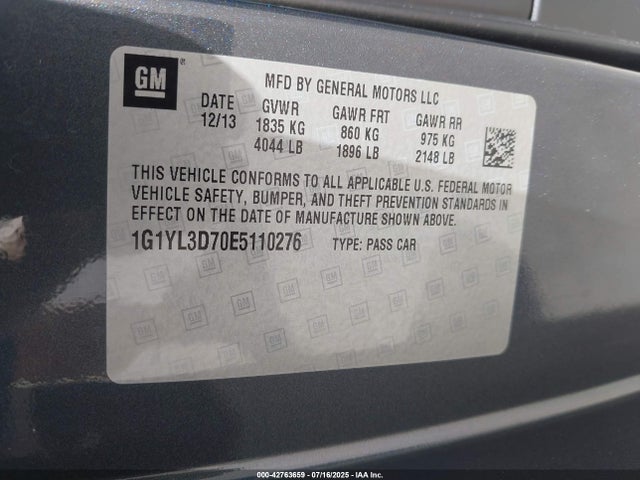 GM ®
MFD BY GENERAL MOTORS LLC
DATE GVWR GAWR FRT GAWR RR
12/13 1835 KG 860 KG 975 KG
4044 LB 1896 LB 2148 LB
THIS VEHICLE CONFORMS TO ALL APPLICABLE U.S. FEDERAL MOTOR
VEHICLE SAFETY, BUMPER, AND THEFT PREVENTION STANDARDS IN
EFFECT ON THE DATE OF MANUFACTURE SHOWN ABOVE.
1G1YL3D70E5110276 TYPE: PASS CAR
000-42763659 - 07/16/2025 - IAA Inc.